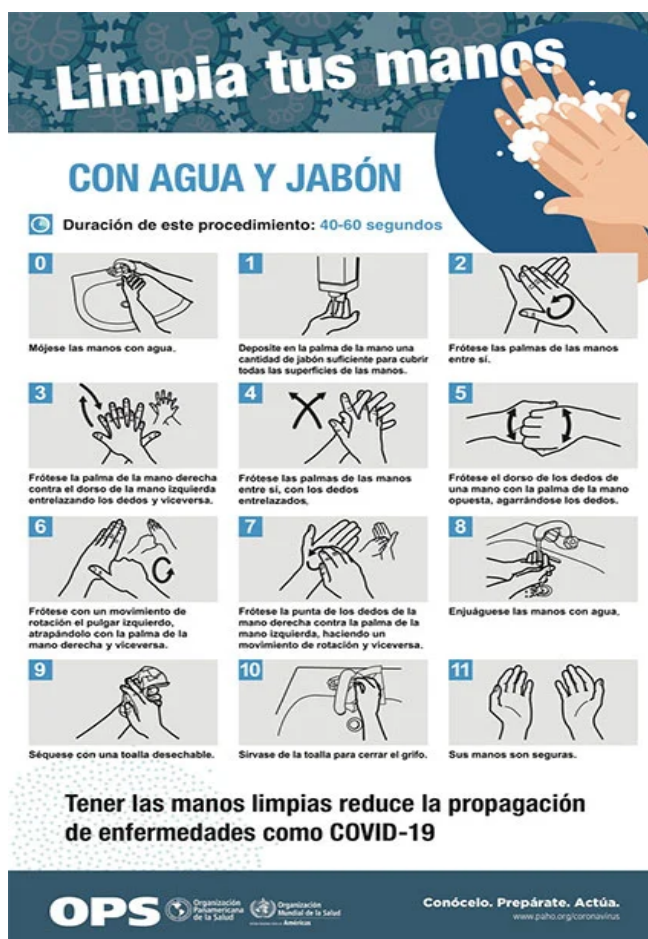 Limpia tus manos
CON AGUA Y JABÓN
Duración de este procedimiento: 40-60 segundos
0
Mójese las manos con agua.
1
Deposite en la palma de la mano una
cantidad de jabón suficiente para cubrir
todas las superficies de las manos.
2
Frótese las palmas de las manos
entre sí.
3
Frótese la palma de la mano derecha
contra el dorso de la mano izquierda
entrelazando los dedos y viceversa.
4
Frótese las palmas de las manos
entre sí, con los dedos
entrelazados.
5
Frótese el dorso de los dedos de
una mano con la palma de la mano
opuesta, agarrándose los dedos.
6
Frótese con un movimiento de
rotación el pulgar izquierdo,
atrapándolo con la palma de la
mano derecha y viceversa.
7
Frótese la punta de los dedos de la
mano derecha contra la palma de la
mano izquierda, haciendo un
movimiento de rotación y viceversa.
8
Enjuáguese las manos con agua.
9
Séquese con una toalla desechable.
10
Sírvase de la toalla para cerrar el grifo.
11
Sus manos son seguras.
Tener las manos limpias reduce la propagación
de enfermedades como COVID-19
OPS
Organización
Panamericana
de la Salud
Organización
Mundial de la Salud
Américas
Conócelo. Prepárate. Actúa.
www.paho.org/coronavirus